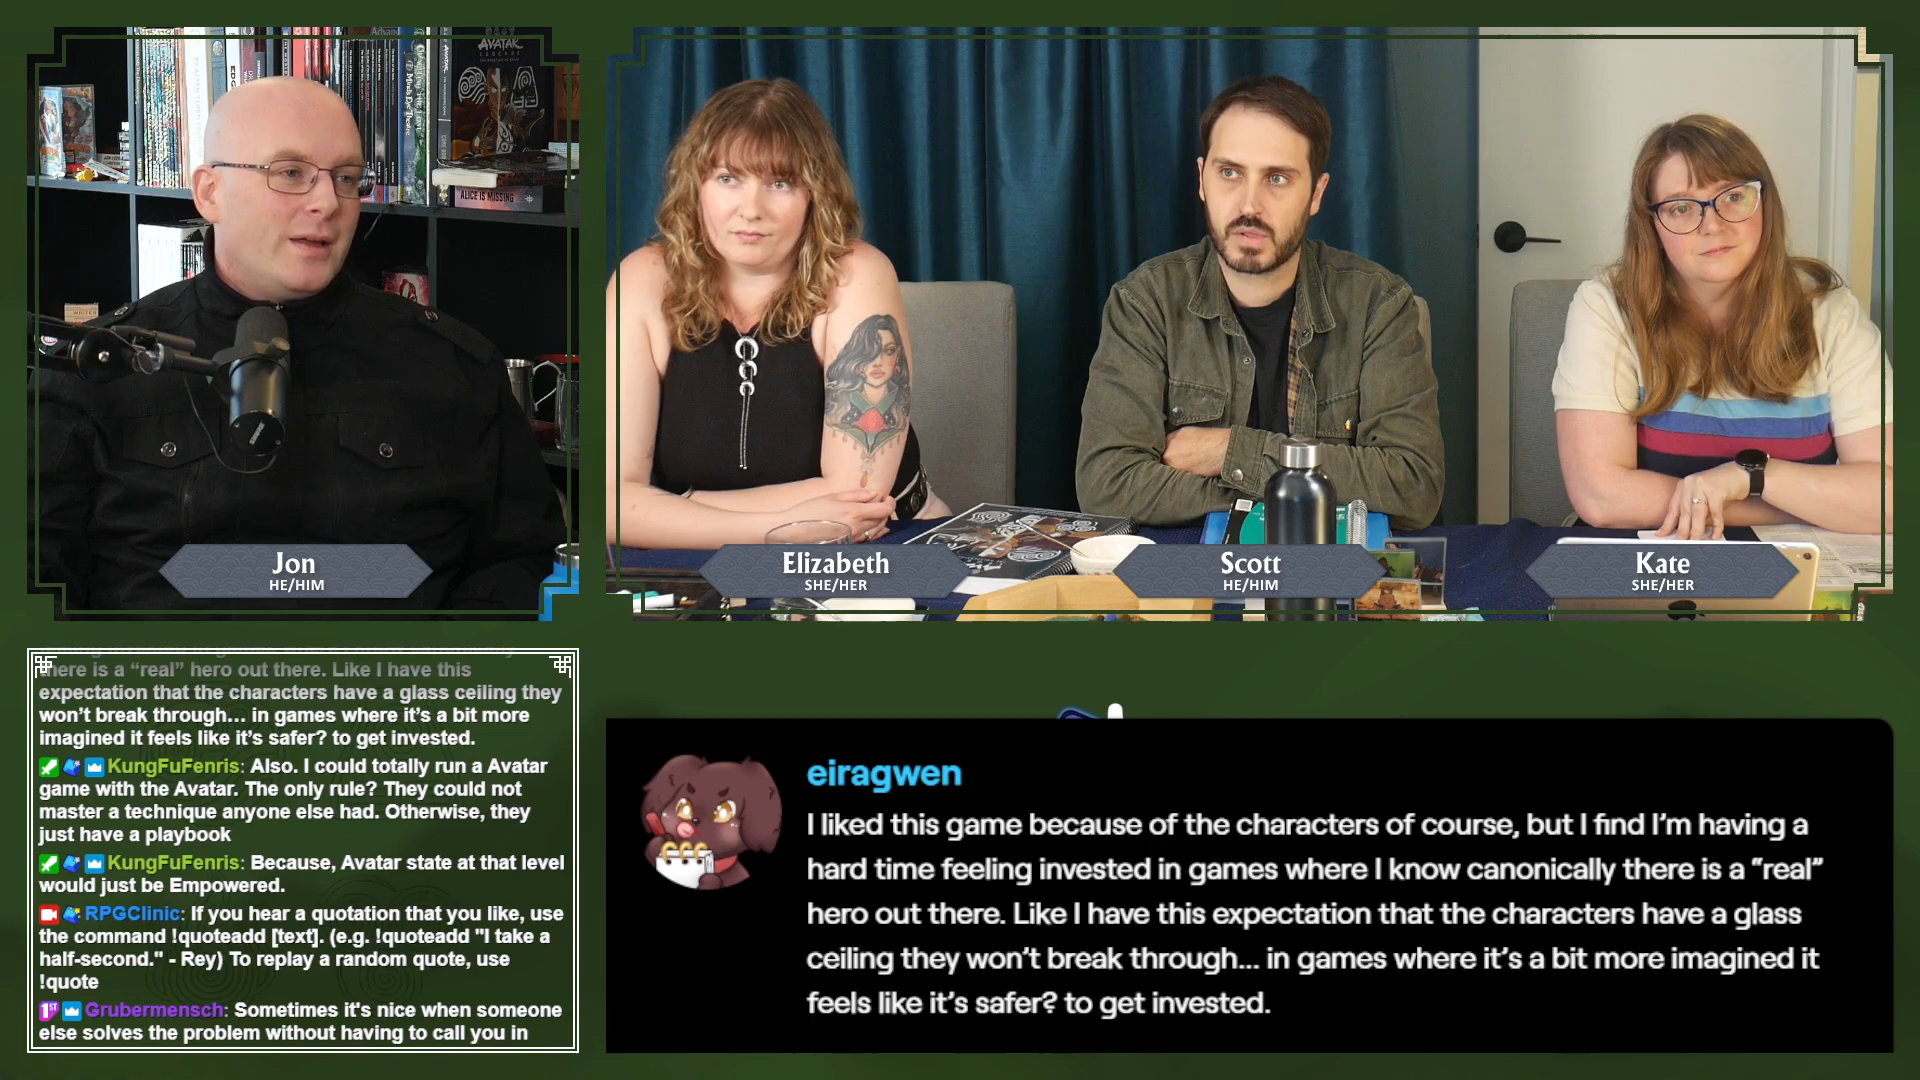 AVATAR
LEGENDS
ALICE IS MISSING
Mind's Eye Theatre
Jon
HE/HIM
Elizabeth
SHE/HER
Scott
HE/HIM
Kate
SHE/HER
there is a “real” hero out there. Like I have this
expectation that the characters have a glass ceiling they
won’t break through... in games where it’s a bit more
imagined it feels like it’s safer? to get invested.
KungFuFenris: Also. I could totally run a Avatar
game with the Avatar. The only rule? They could not
master a technique anyone else had. Otherwise, they
just have a playbook
KungFuFenris: Because, Avatar state at that level
would just be Empowered.
RPGClinic: If you hear a quotation that you like, use
the command !quoteadd [text]. (e.g. !quoteadd "I take a
half-second." - Rey) To replay a random quote, use
!quote
1ST Grubermensch: Sometimes it's nice when someone
else solves the problem without having to call you in
eiragwen
I liked this game because of the characters of course, but I find I’m having a
hard time feeling invested in games where I know canonically there is a “real”
hero out there. Like I have this expectation that the characters have a glass
ceiling they won’t break through... in games where it’s a bit more imagined it
feels like it’s safer? to get invested.